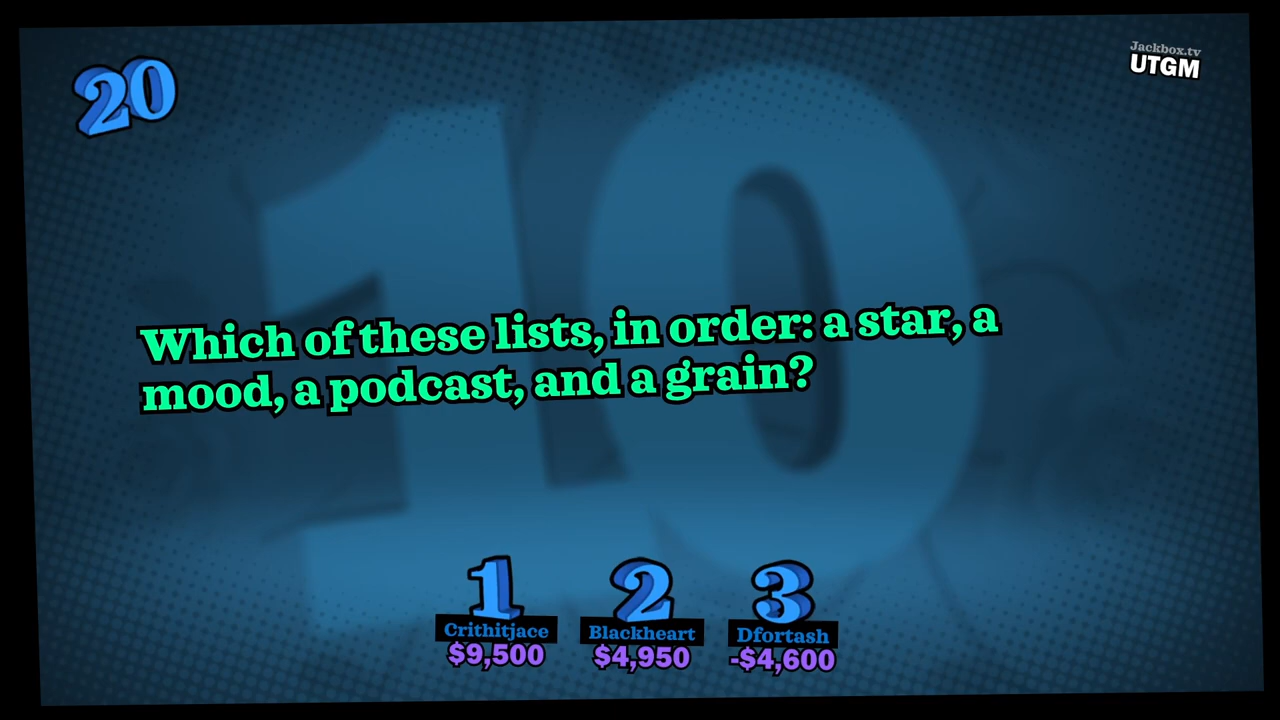 20
Jackbox.tv
UTGM
10
Which of these lists, in order: a star, a
mood, a podcast, and a grain?
1
2
3
Crithitjace
Blackheart
Dfortash
$9,500
$4,950
-$4,600